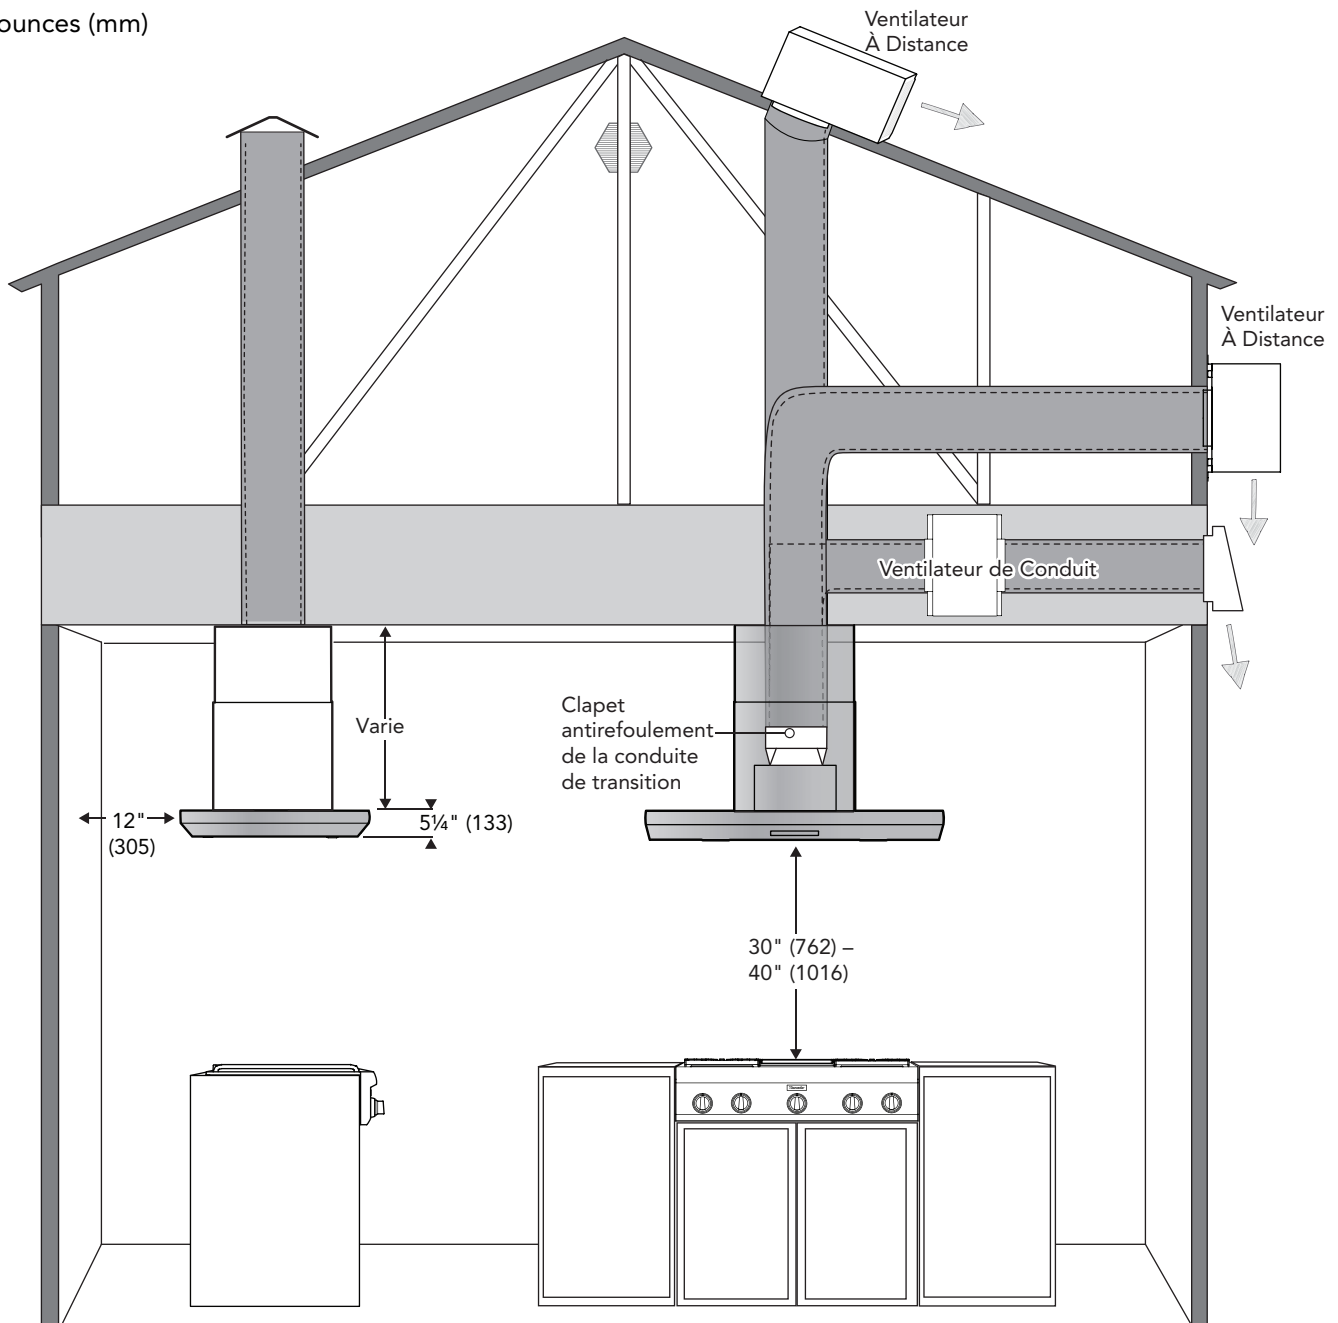 ounces (mm)
Ventilateur
À Distance
Ventilateur
À Distance
Ventilateur de Conduit
Clapet
antirefoulement
de la conduite
de transition
Varie
12"
(305)
5¼" (133)
30" (762) –
40" (1016)